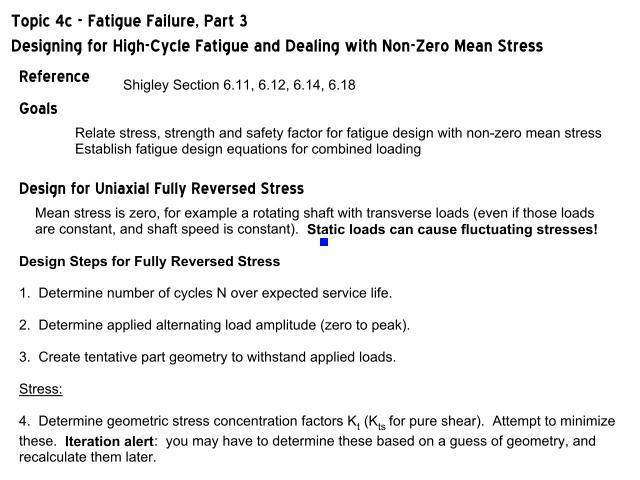 Topic 4c - Fatigue Failure, Part 3
Designing for High-Cycle Fatigue and Dealing with Non-Zero Mean Stress
Reference
Shigley Section 6.11, 6.12, 6.14, 6.18
Goals
Relate stress, strength and safety factor for fatigue design with non-zero mean stress
Establish fatigue design equations for combined loading
Design for Uniaxial Fully Reversed Stress
Mean stress is zero, for example a rotating shaft with transverse loads (even if those loads
are constant, and shaft speed is constant). Static loads can cause fluctuating stresses!
Design Steps for Fully Reversed Stress
1. Determine number of cycles N over expected service life.
2. Determine applied alternating load amplitude (zero to peak).
3. Create tentative part geometry to withstand applied loads.
Stress:
4. Determine geometric stress concentration factors Kt (Kts for pure shear). Attempt to minimize
these. Iteration alert: you may have to determine these based on a guess of geometry, and
recalculate them later.